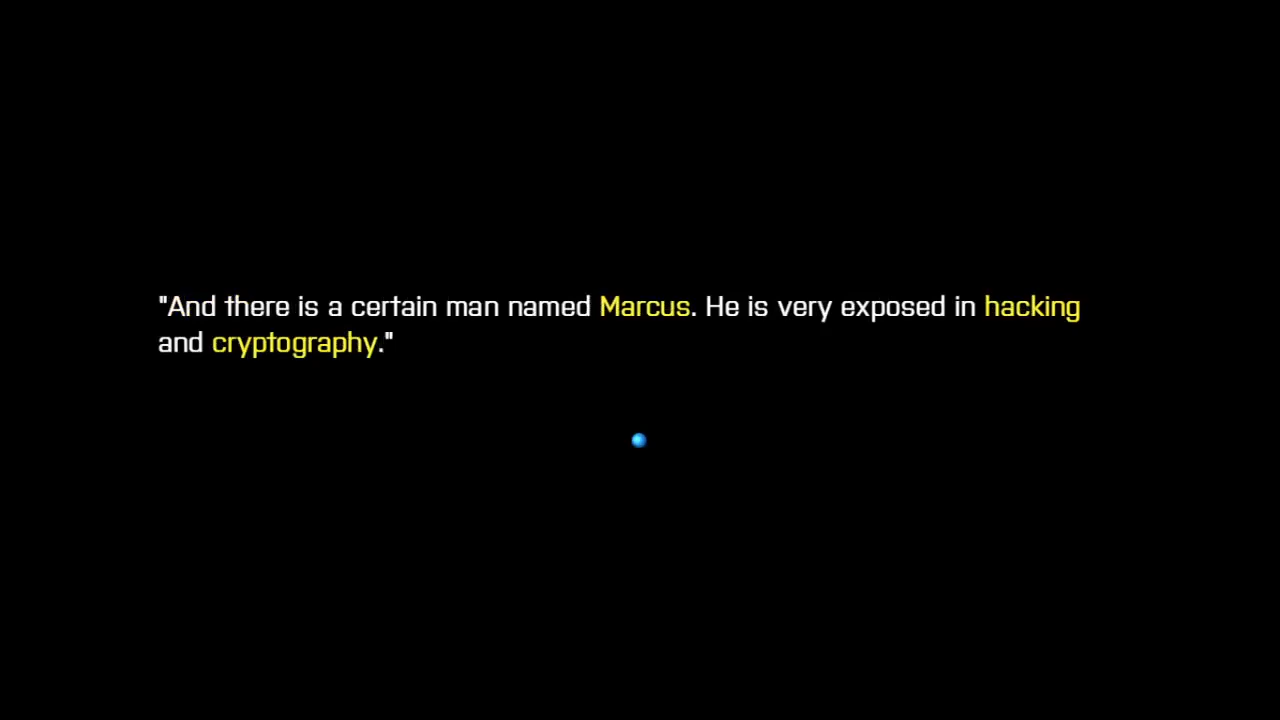 "And there is a certain man named Marcus. He is very exposed in hacking
and cryptography."